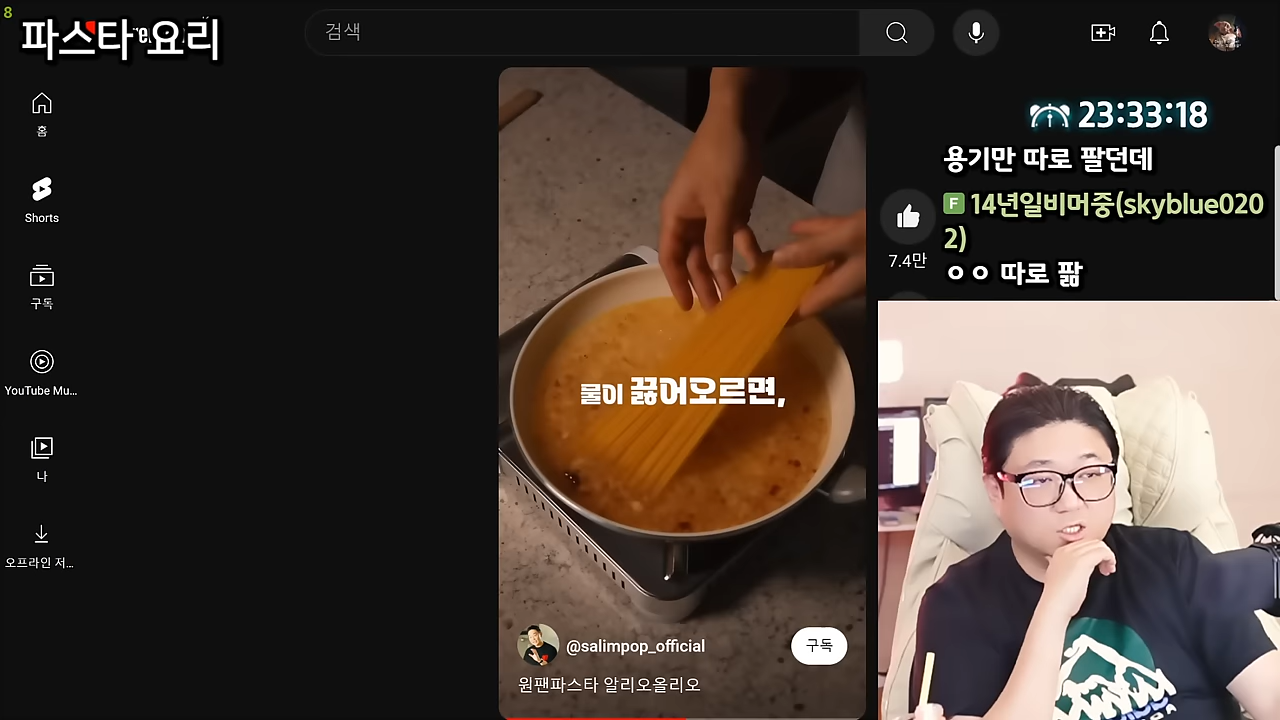 8
파스타 요리
검색
홈
Shorts
구독
YouTube Mu...
나
오프라인 저...
물이 끓어오르면,
@salimpop_official
구독
원팬파스타 알리오올리오
23:33:18
용기만 따로 팔던데
F 14년일비머중(skyblue020
2)
ㅇㅇ 따로 팖
7.4만